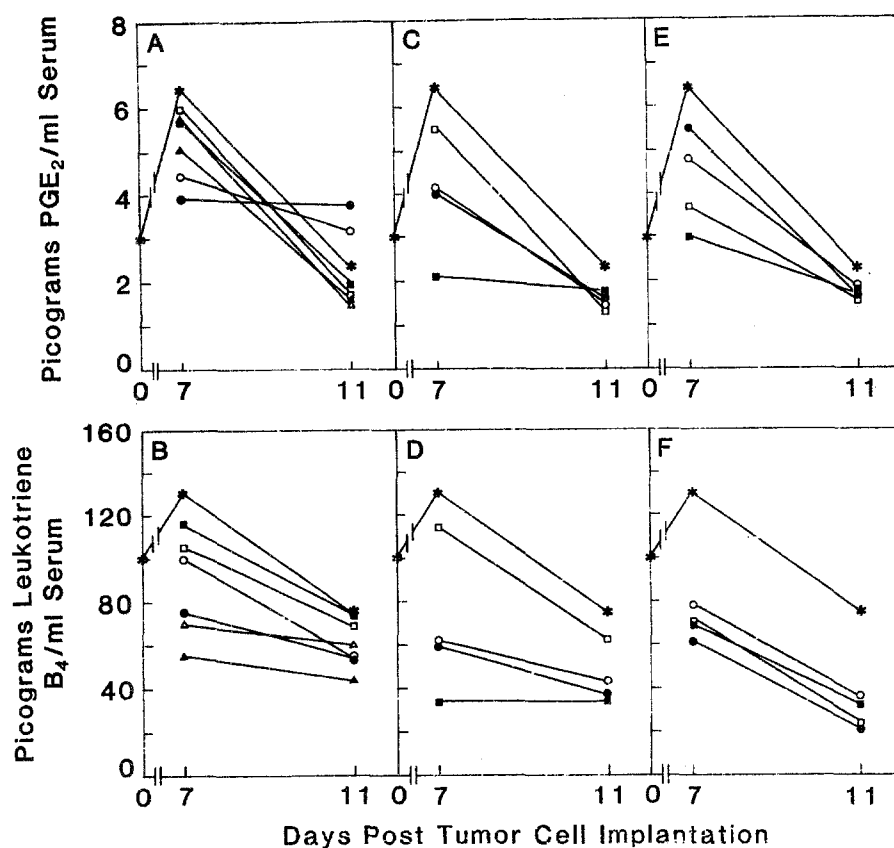 Picograms PGE2/ml Serum
8
6
4
2
0
A
C
E
0 7 11 0 7 11 0 7 11
Picograms Leukotriene
B4/ml Serum
160
120
80
40
0
B
D
F
0 7 11 0 7 11 0 7 11
Days Post Tumor Cell Implantation